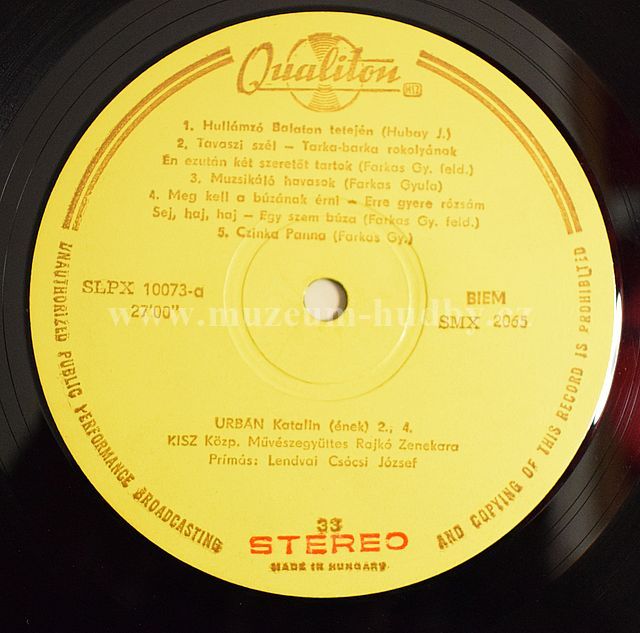 Qualiton
MHV
1. Hullámzó Balaton tetején (Hubay J.)
2. Tavaszi szél – Tarka-barka rokolyának
Én ezután két szeretőt tartok (Farkas Gy. feld.)
3. Muzsikáló havasok (Farkas Gyula)
4. Meg kell a búzának érni – Erre gyere rózsám
Sej, haj, haj – Egy szem búza (Farkas Gy. feld.)
5. Czinka Panna (Farkas Gy.)
SLPX 10073-a
27'00"
BIEM
SMX 2065
www.muzeum-hudby.cz
URBÁN Katalin (ének) 2., 4.
KISZ Közp. Művészegyüttes Rajkó Zenekara
Prímás: Lendvai Csócsi József
33
STEREO
MADE IN HUNGARY
UNAUTHORIZED PUBLIC PERFORMANCE BROADCASTING AND COPYING OF THIS RECORD IS PROHIBITED